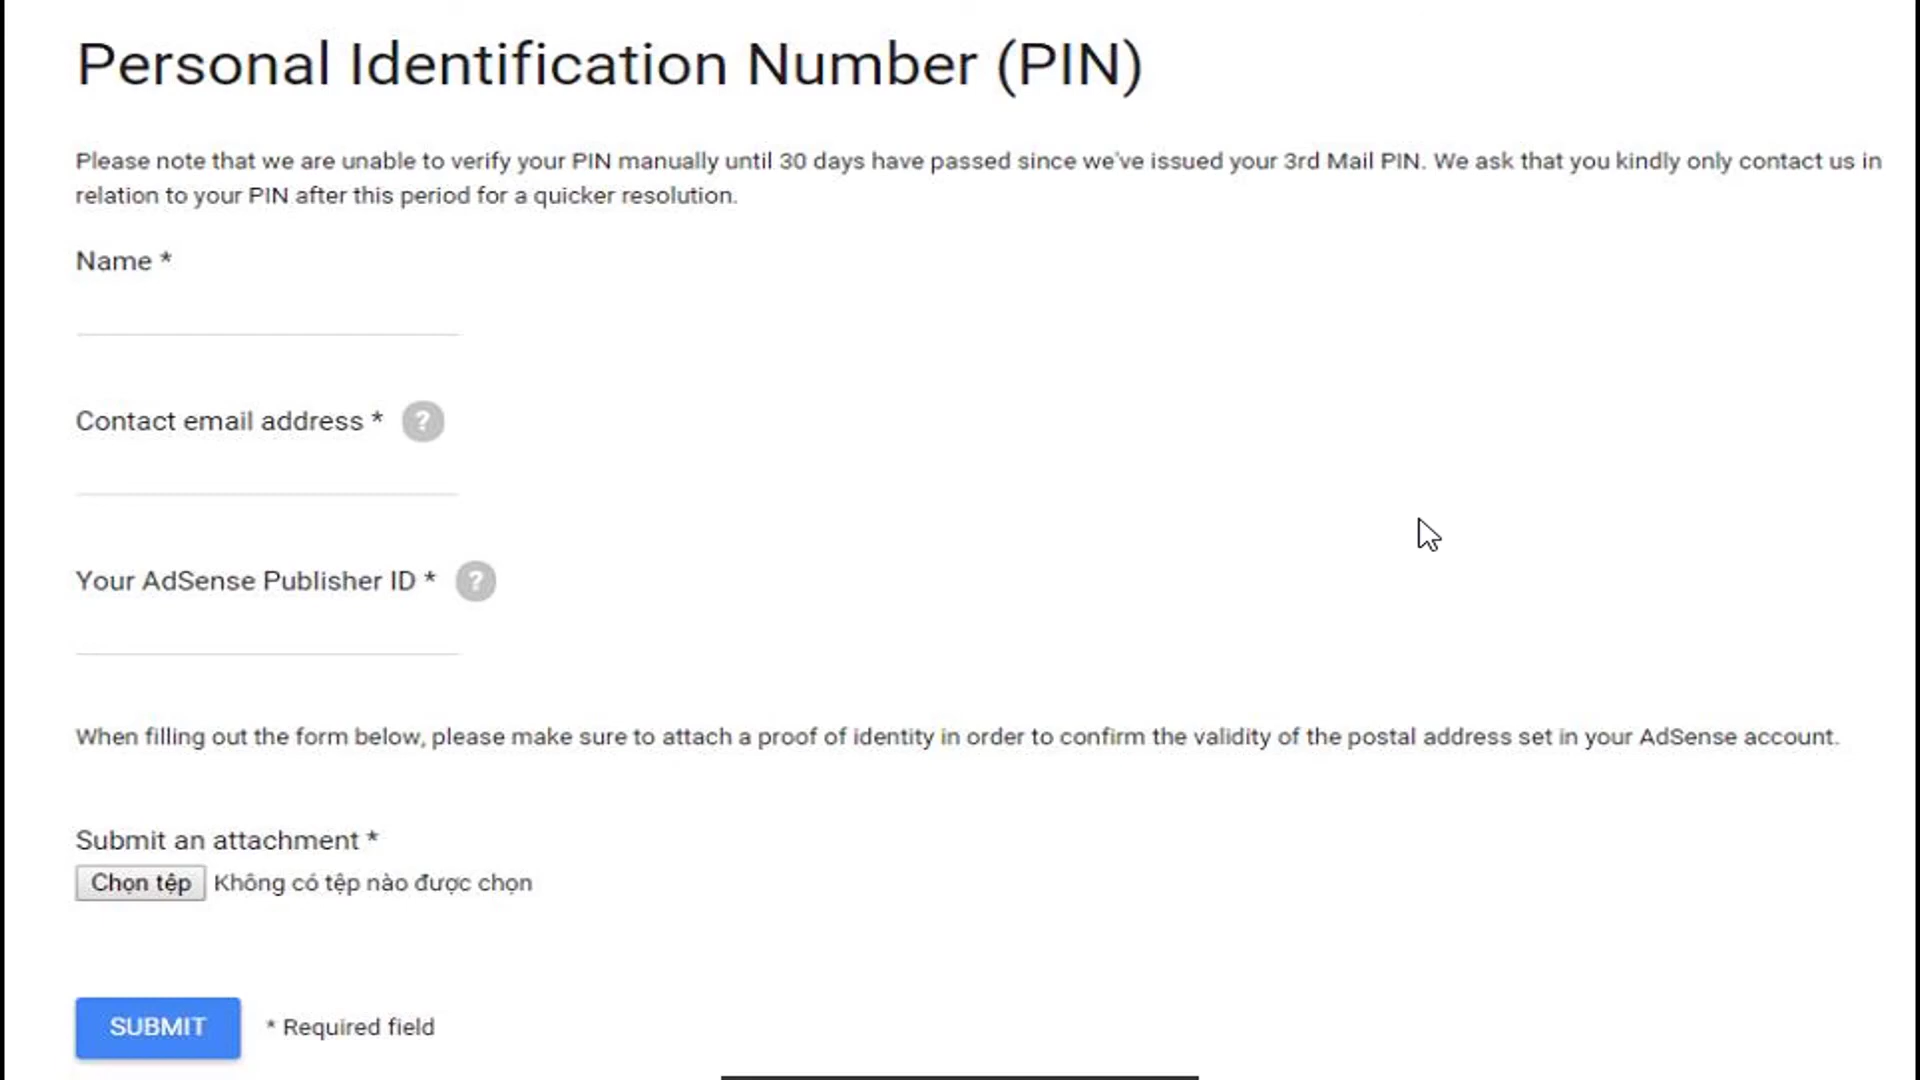 Personal Identification Number (PIN)
Please note that we are unable to verify your PIN manually until 30 days have passed since we've issued your 3rd Mail PIN. We ask that you kindly only contact us in
relation to your PIN after this period for a quicker resolution.
Name *
Contact email address * ?
Your AdSense Publisher ID * ?
When filling out the form below, please make sure to attach a proof of identity in order to confirm the validity of the postal address set in your AdSense account.
Submit an attachment *
Chọn tệp Không có tệp nào được chọn
SUBMIT * Required field